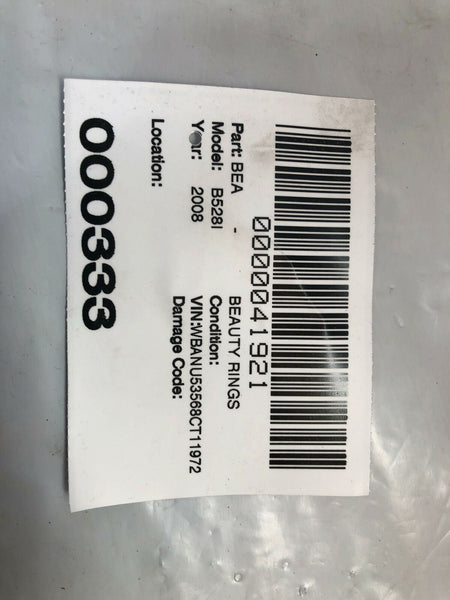 0000041921
Part: BEA - BEAUTY RINGS
Model: B528I Condition:
Year: 2008 VIN:WBANU53568CT11972
Damage Code:
Location:
000333